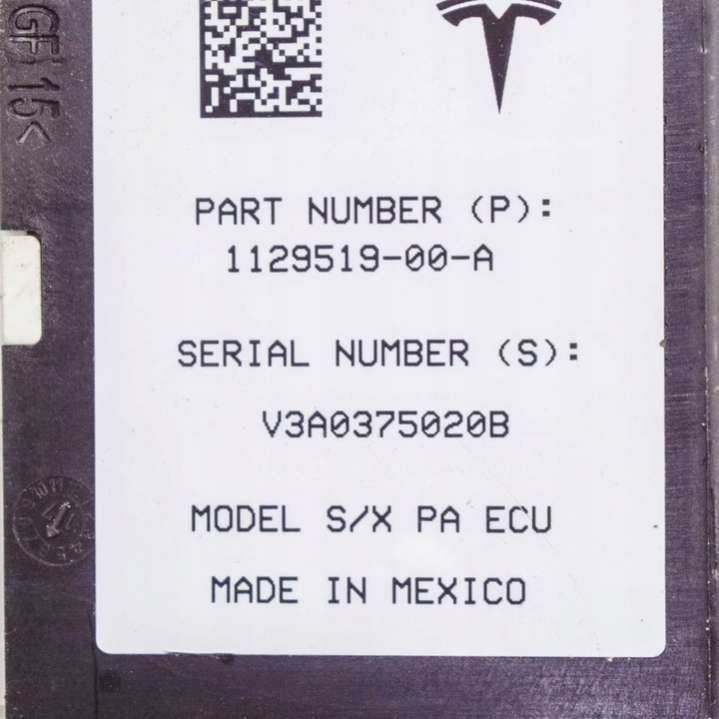 GF 15<
PART NUMBER (P):
1129519-00-A
SERIAL NUMBER (S):
V3A0375020B
MODEL S/X PA ECU
MADE IN MEXICO